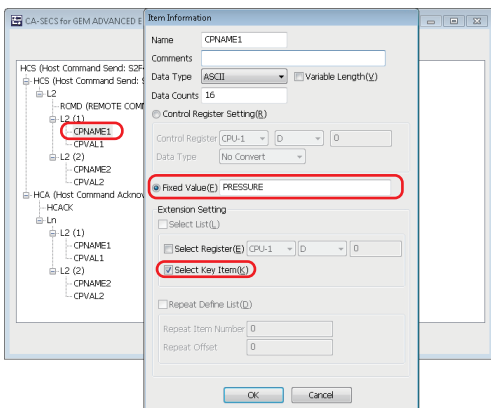 CA-SECS for GEM ADVANCED E
HCS (Host Command Send: S2F
HCS (Host Command Send: S
L2
RCMD (REMOTE COM
L2 (1)
CPNAME1
CPVAL1
L2 (2)
CPNAME2
CPVAL2
HCA (Host Command Acknow
HCACK
Ln
L2 (1)
CPNAME1
CPVAL1
L2 (2)
CPNAME2
CPVAL2
Item Information
Name CPNAME1
Comments
Data Type ASCII Variable Length(V)
Data Counts 16
Control Register Setting(R)
Control Register CPU-1 D 0
Data Type No Convert
Fixed Value(F) PRESSURE
Extension Setting
Select List(L)
Select Register(E) CPU-1 D 0
Select Key Item(K)
Repeat Define List(D)
Repeat Item Number 0
Repeat Offset 0
OK Cancel